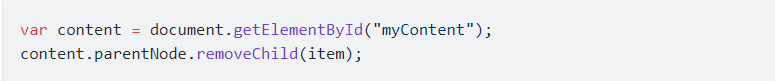 var content = document.getElementById("myContent");
content.parentNode.removeChild(item);